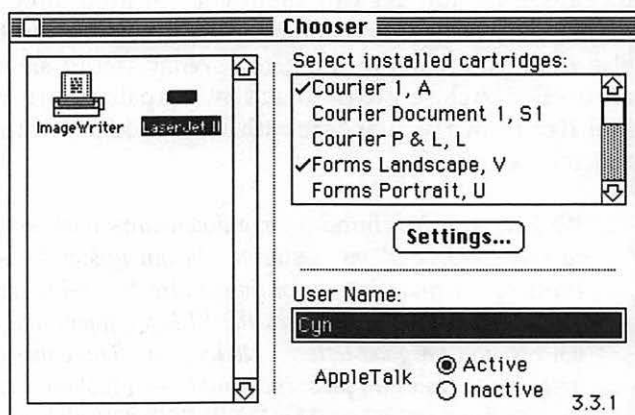 Chooser
ImageWriter
LaserJet II
Select installed cartridges:
✓Courier 1, A
Courier Document 1, S1
Courier P & L, L
✓Forms Landscape, V
Forms Portrait, U
Settings...
User Name:
Cyn
AppleTalk
Active
Inactive
3.3.1